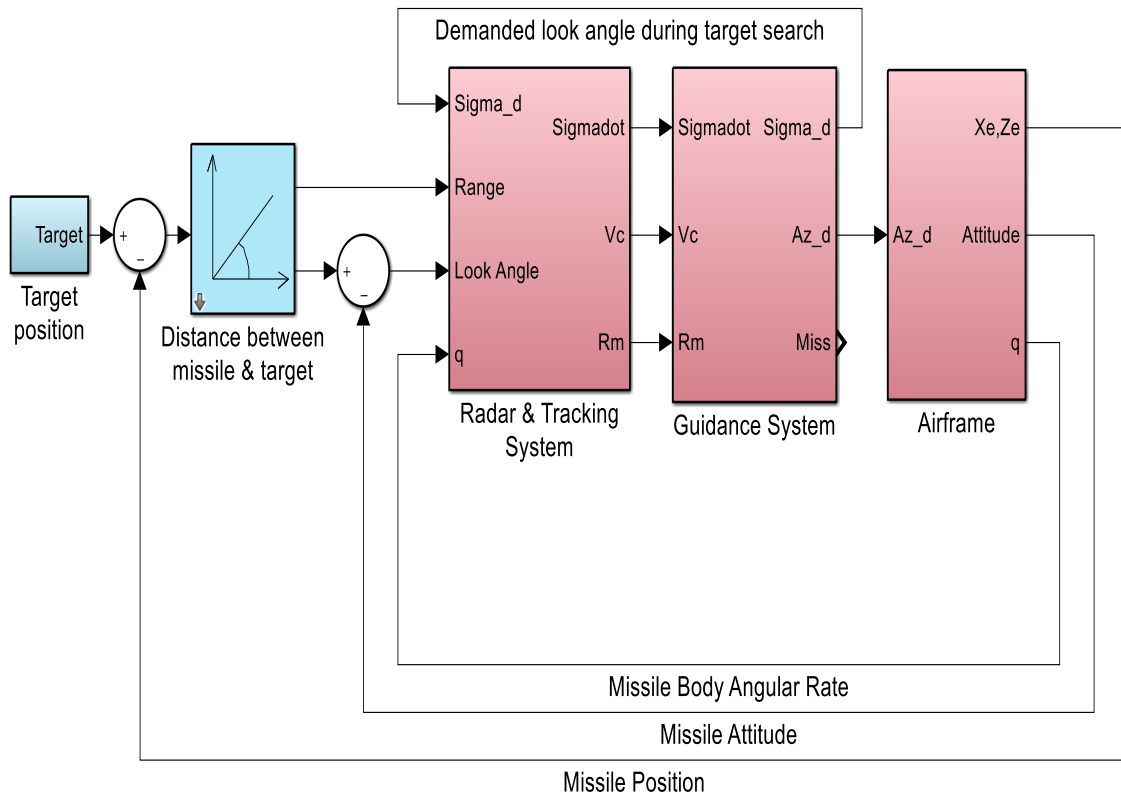 Demanded look angle during target search
Target
Target
position
+
−
Distance between
missile & target
+
−
Sigma_d
Range
Look Angle
q
Sigmadot
Vc
Rm
Radar & Tracking
System
Sigmadot
Vc
Rm
Sigma_d
Az_d
Miss
Guidance System
Az_d
Xe,Ze
Attitude
q
Airframe
Missile Body Angular Rate
Missile Attitude
Missile Position